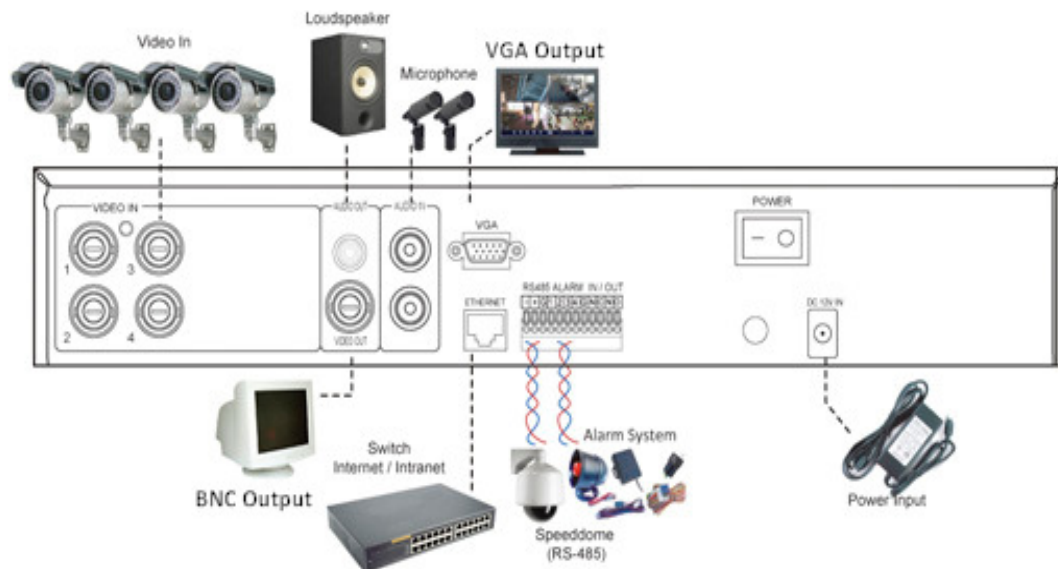 Loudspeaker
Video In
VGA Output
Microphone
VIDEO IN
AUDIO OUT
AUDIO IN
POWER
VGA
1
3
RS485 ALARM IN / OUT
ETHERNET
DC 12V IN
2
4
VIDEO OUT
Alarm System
Switch
Internet / Intranet
BNC Output
Power Input
Speeddome
(RS-485)